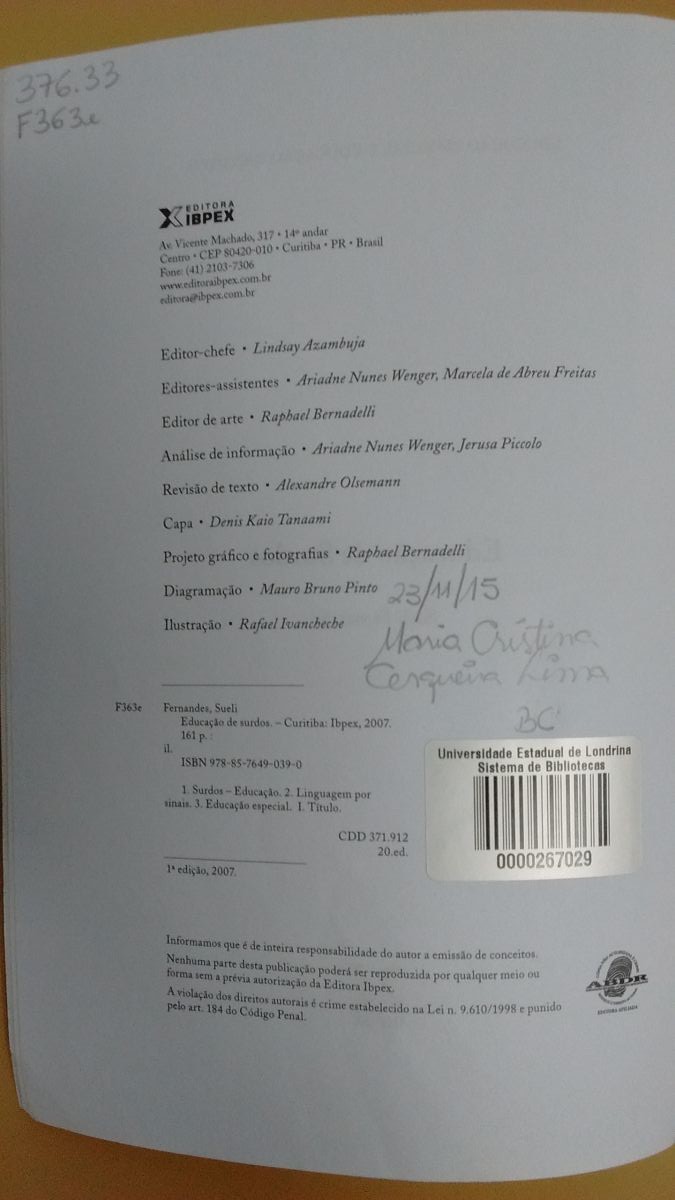 376.33
F363e
EDITORA
IBPEX
Av. Vicente Machado, 317 • 14º andar
Centro • CEP 80420-010 • Curitiba • PR • Brasil
Fone: (41) 2103-7306
www.editoraibpex.com.br
editora@ibpex.com.br
Editor-chefe • Lindsay Azambuja
Editores-assistentes • Ariadne Nunes Wenger, Marcela de Abreu Freitas
Editor de arte • Raphael Bernadelli
Análise de informação • Ariadne Nunes Wenger, Jerusa Piccolo
Revisão de texto • Alexandre Olsemann
Capa • Denis Kaio Tanaami
Projeto gráfico e fotografias • Raphael Bernadelli
Diagramação • Mauro Bruno Pinto
Ilustração • Rafael Ivancheche
23/11/15
Maria Cristina
Cerqueira Lima
BC
F363e Fernandes, Sueli
Educação de surdos. – Curitiba: Ibpex, 2007.
161 p. :
il.
ISBN 978-85-7649-039-0
1. Surdos – Educação. 2. Linguagem por
sinais. 3. Educação especial. I. Título.
CDD 371.912
20.ed.
1ª edição, 2007.
Universidade Estadual de Londrina
Sistema de Bibliotecas
0000267029
Informamos que é de inteira responsabilidade do autor a emissão de conceitos.
Nenhuma parte desta publicação poderá ser reproduzida por qualquer meio ou
forma sem a prévia autorização da Editora Ibpex.
A violação dos direitos autorais é crime estabelecido na Lei n. 9.610/1998 e punido
pelo art. 184 do Código Penal.
ABDR
EDITORA AFILIADA